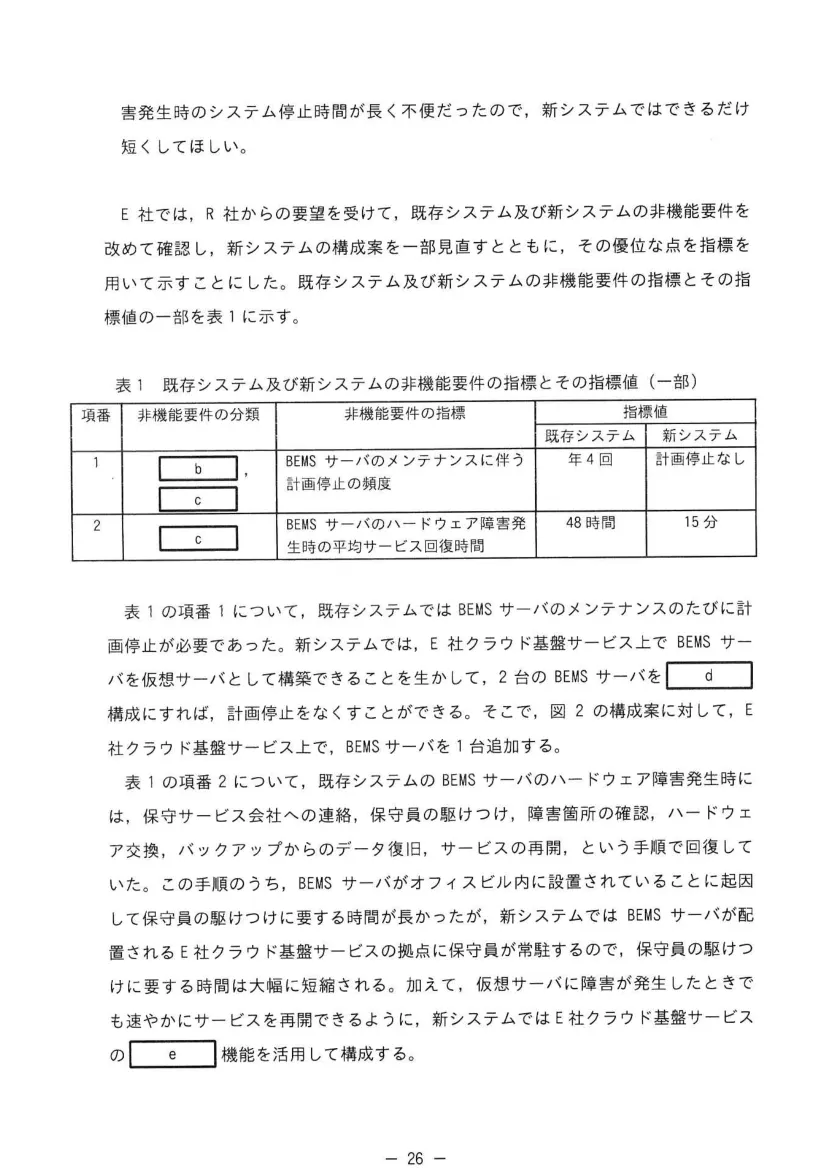 害発生時のシステム停止時間が長く不便だったので，新システムではできるだけ
短くしてほしい。
E 社では，R 社からの要望を受けて，既存システム及び新システムの非機能要件を
改めて確認し，新システムの構成案を一部見直すとともに，その優位な点を指標を
用いて示すことにした。既存システム及び新システムの非機能要件の指標とその指
標値の一部を表 1 に示す。
表 1 既存システム及び新システムの非機能要件の指標とその指標値（一部）
項番 非機能要件の分類 非機能要件の指標 指標値
既存システム 新システム
1 b ， BEMS サーバのメンテナンスに伴う 年 4 回 計画停止なし
c 計画停止の頻度
2 c BEMS サーバのハードウェア障害発 48 時間 15 分
生時の平均サービス回復時間
表 1 の項番 1 について，既存システムでは BEMS サーバのメンテナンスのたびに計
画停止が必要であった。新システムでは，E 社クラウド基盤サービス上で BEMS サー
バを仮想サーバとして構築できることを生かして，2 台の BEMS サーバを d
構成にすれば，計画停止をなくすことができる。そこで，図 2 の構成案に対して，E
社クラウド基盤サービス上で，BEMS サーバを 1 台追加する。
表 1 の項番 2 について，既存システムの BEMS サーバのハードウェア障害発生時に
は，保守サービス会社への連絡，保守員の駆けつけ，障害箇所の確認，ハードウェ
ア交換，バックアップからのデータ復旧，サービスの再開，という手順で回復して
いた。この手順のうち，BEMS サーバがオフィスビル内に設置されていることに起因
して保守員の駆けつけに要する時間が長かったが，新システムでは BEMS サーバが配
置される E 社クラウド基盤サービスの拠点に保守員が常駐するので，保守員の駆けつ
けに要する時間は大幅に短縮される。加えて，仮想サーバに障害が発生したときで
も速やかにサービスを再開できるように，新システムでは E 社クラウド基盤サービス
の e 機能を活用して構成する。
― 26 ―